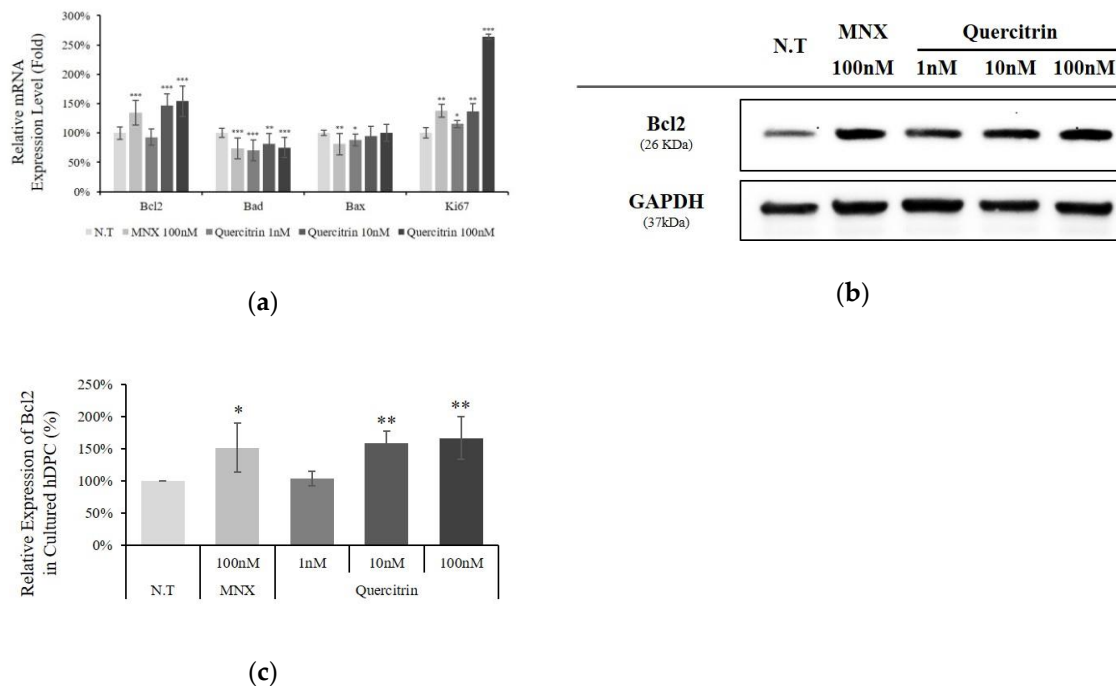 300%
250%
200%
150%
100%
50%
0%
Relative mRNA
Expression Level (Fold)
*** *** ***
*** *** ** ***
** *
** * ** ***
Bcl2 Bad Bax Ki67
N.T MNX 100nM Quercitrin 1nM Quercitrin 10nM Quercitrin 100nM
(a)
N.T MNX Quercitrin
100nM 1nM 10nM 100nM
Bcl2
(26 KDa)
GAPDH
(37kDa)
(b)
250%
200%
150%
100%
50%
0%
Relative Expression of Bcl2
in Cultured hDPC (%)
* ** **
100nM 1nM 10nM 100nM
N.T MNX Quercitrin
(c)